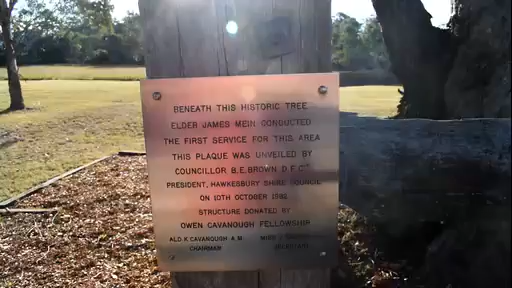 BENEATH THIS HISTORIC TREE
ELDER JAMES MEIN CONDUCTED
THE FIRST SERVICE FOR THIS AREA
THIS PLAQUE WAS UNVEILED BY
COUNCILLOR B.E. BROWN D.F.C.
PRESIDENT, HAWKESBURY SHIRE COUNCIL
ON 10TH OCTOBER
STRUCTURE DONATED BY
OWEN CAVANOUGH FELLOWSHIP
ALD. K. CAVANOUGH A.M.
CHAIRMAN